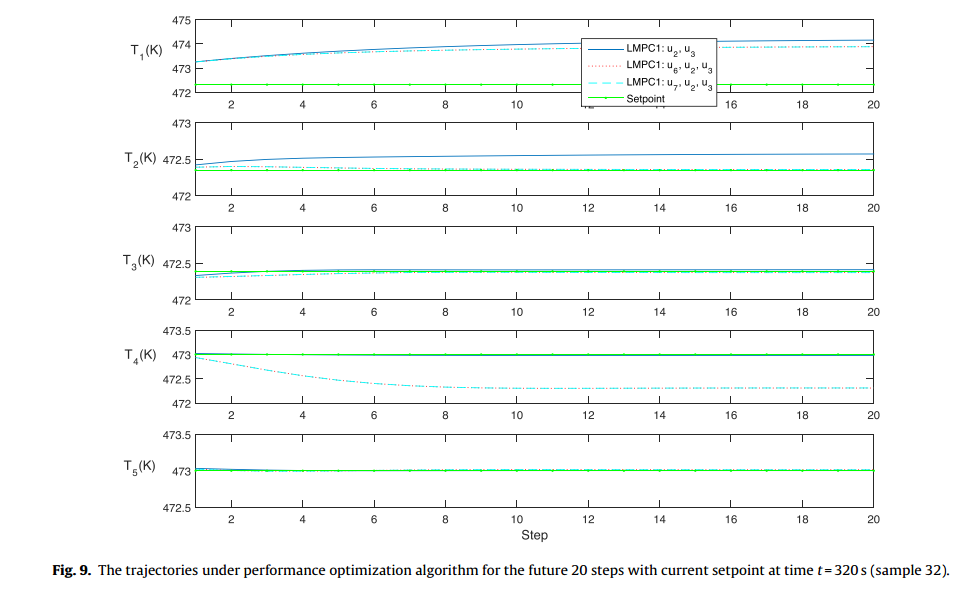 475
474
473
472
T1(K)
2 4 6 8 10 12 14 16 18 20
LMPC1: u2, u3
LMPC1: u6, u2, u3
LMPC1: u7, u2, u3
Setpoint
473
472.5
472
T2(K)
2 4 6 8 10 12 14 16 18 20
473
472.5
472
T3(K)
2 4 6 8 10 12 14 16 18 20
473.5
473
472.5
472
T4(K)
2 4 6 8 10 12 14 16 18 20
473.5
473
472.5
T5(K)
2 4 6 8 10 12 14 16 18 20
Step
Fig. 9. The trajectories under performance optimization algorithm for the future 20 steps with current setpoint at time t = 320 s (sample 32).